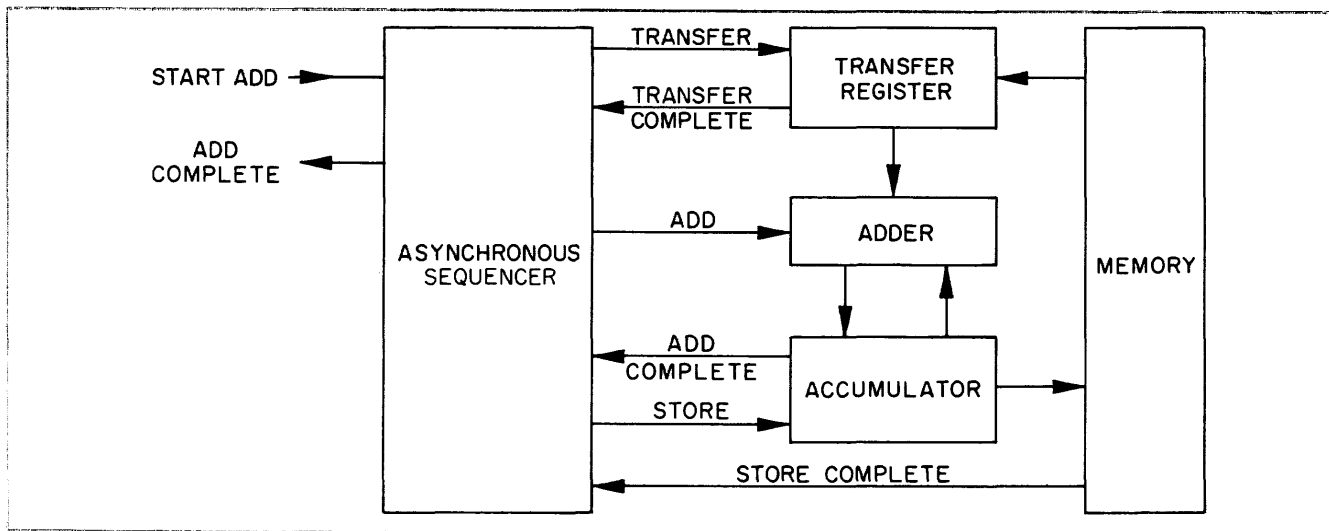 START ADD
ADD
COMPLETE
ASYNCHRONOUS
SEQUENCER
TRANSFER
TRANSFER
COMPLETE
ADD
ADD
COMPLETE
STORE
STORE COMPLETE
TRANSFER
REGISTER
ADDER
ACCUMULATOR
MEMORY